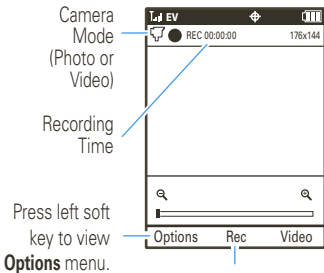 Camera
Mode
(Photo or
Video)
EV
REC 00:00:00 176x144
Recording
Time
Press left soft
key to view
Options menu.
Options Rec Video